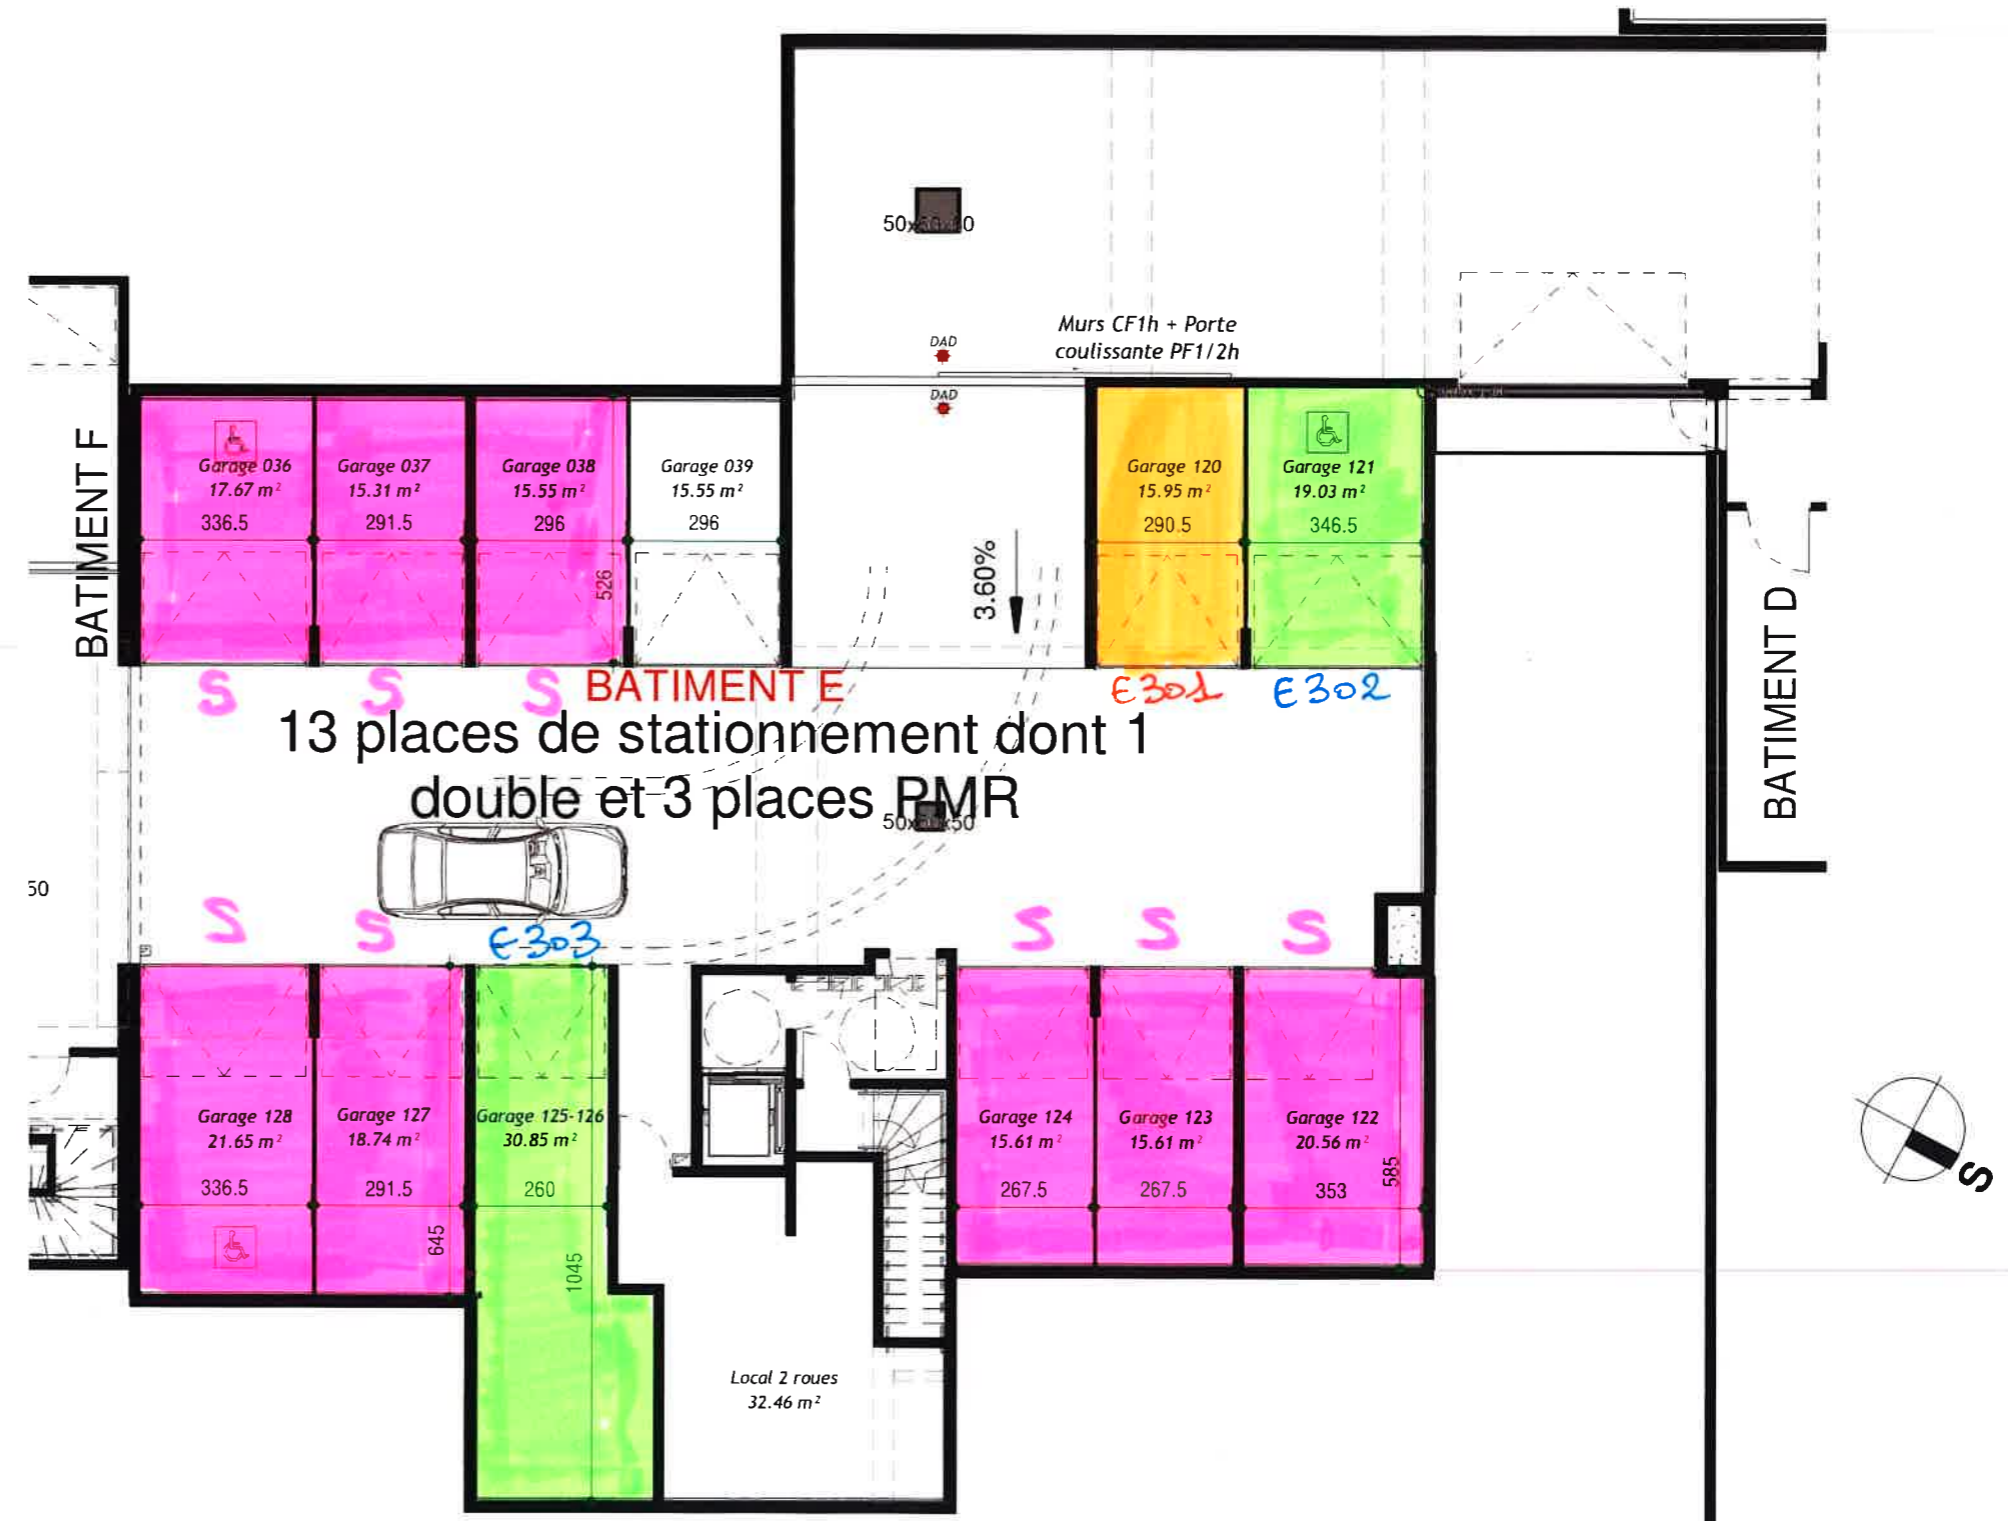 Murs CF1h + Porte
coulissante PF1/2h
DAD
DAD
BATIMENT F
Garage 036
17.67 m²
336.5
Garage 037
15.31 m²
291.5
Garage 038
15.55 m²
296
526
Garage 039
15.55 m²
296
3.60%
Garage 120
15.95 m²
290.5
Garage 121
19.03 m²
346.5
BATIMENT D
S
S
S
BATIMENT E
E301
E302
13 places de stationnement dont 1
double et 3 places PMR
50
S
S
E303
S
S
S
Garage 128
21.65 m²
336.5
Garage 127
18.74 m²
291.5
645
Garage 125-126
30.85 m²
260
1045
Garage 124
15.61 m²
267.5
Garage 123
15.61 m²
267.5
Garage 122
20.56 m²
353
585
S
Local 2 roues
32.46 m²